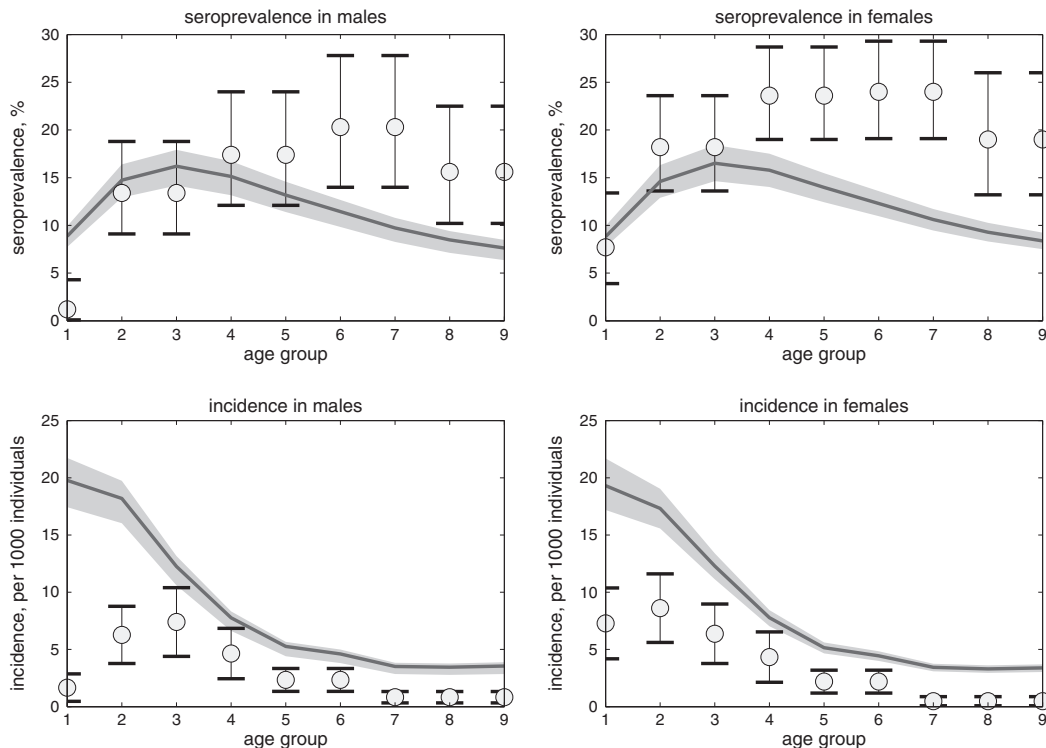 seroprevalence in males
seroprevalence, %
30
25
20
15
10
5
0
1 2 3 4 5 6 7 8 9
age group
seroprevalence in females
seroprevalence, %
30
25
20
15
10
5
0
1 2 3 4 5 6 7 8 9
age group
incidence in males
incidence, per 1000 individuals
25
20
15
10
5
0
1 2 3 4 5 6 7 8 9
age group
incidence in females
incidence, per 1000 individuals
25
20
15
10
5
0
1 2 3 4 5 6 7 8 9
age group